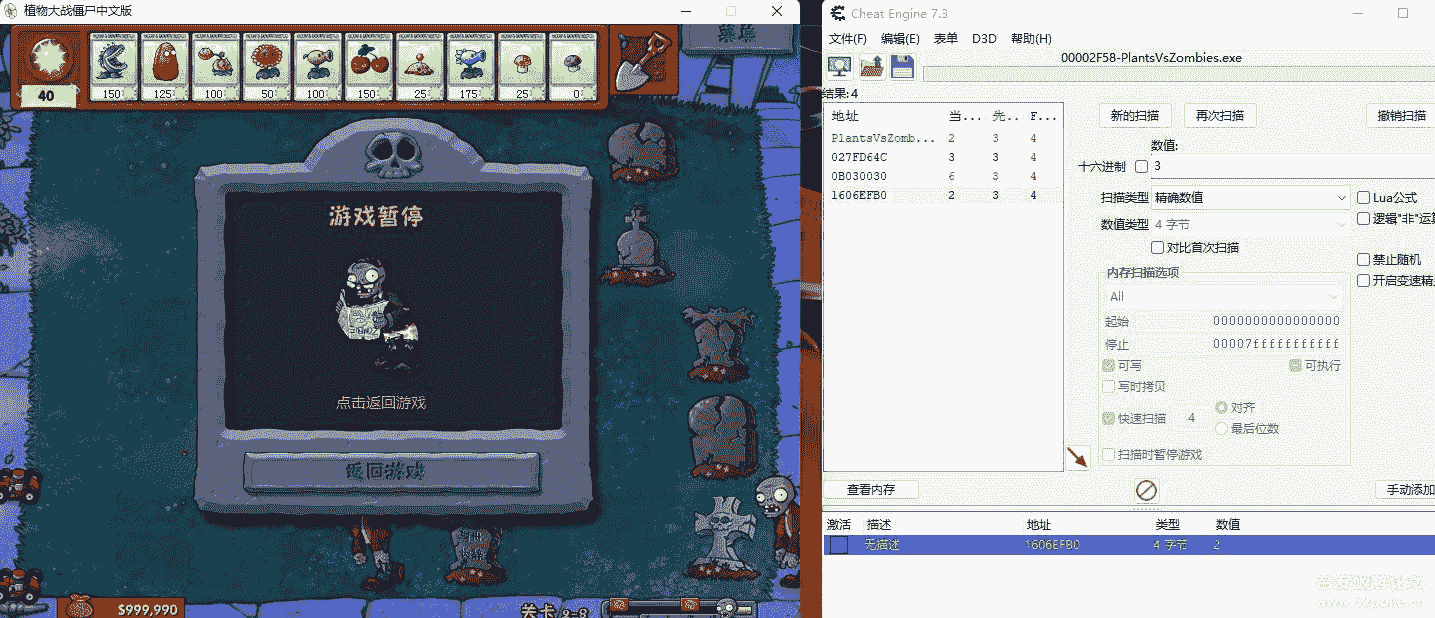 植物大战僵尸中文版
40
150 125 100 50 100 150 25 175 25 0
菜单
游戏暂停
点击返回游戏
返回游戏
$999,990
关卡 2-8
Cheat Engine 7.3
文件(F) 编辑(E) 表单 D3D 帮助(H)
00002F58-PlantsVsZombies.exe
结果: 4
地址 当... 先.. F...
PlantsVsZomb... 2 3 4
027FD64C 3 3 4
0B030030 6 3 4
1606EFB0 2 3 4
新的扫描 再次扫描 撤销扫描
数值:
十六进制 3
扫描类型 精确数值 Lua公式
数值类型 4 字节 逻辑"非"运算
对比首次扫描
禁止随机
内存扫描选项
开启变速精
All
起始 0000000000000000
停止 00007fffffffffff
可写 可执行
写时拷贝
快速扫描 4 对齐
最后位数
扫描时暂停游戏
查看内存 手动添加
激活 描述 地址 类型 数值
无描述 1606EFB0 4 字节 2